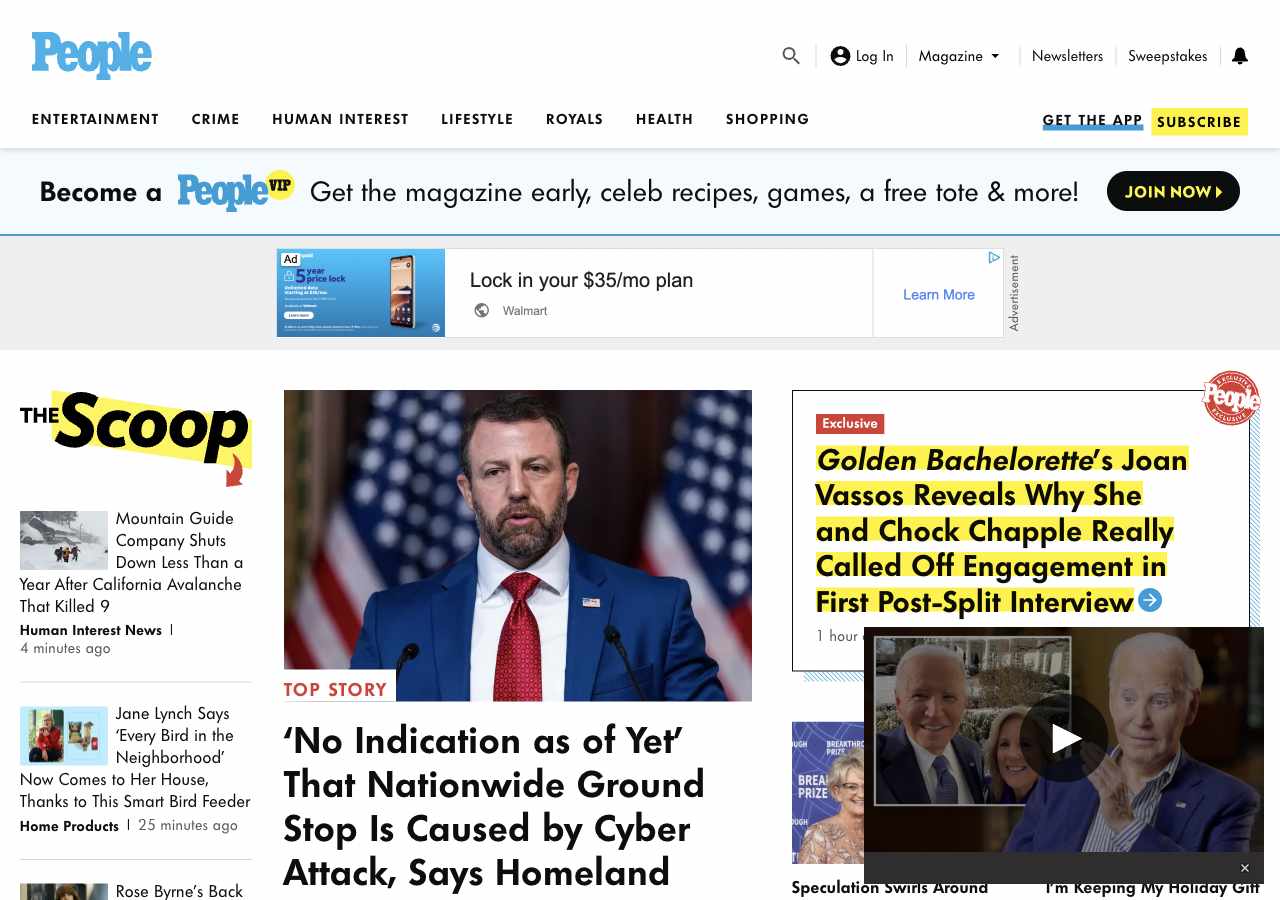 People
Log In
Magazine
Newsletters
Sweepstakes
ENTERTAINMENT
CRIME
HUMAN INTEREST
LIFESTYLE
ROYALS
HEALTH
SHOPPING
GET THE APP
SUBSCRIBE
Become a People VIP Get the magazine early, celeb recipes, games, a free tote & more!
JOIN NOW
Ad
5 year
price lock
Lock in your $35/mo plan
Walmart
Learn More
Advertisement
THE Scoop
Mountain Guide
Company Shuts
Down Less Than a
Year After California Avalanche
That Killed 9
Human Interest News
4 minutes ago
Jane Lynch Says
‘Every Bird in the
Neighborhood’
Now Comes to Her House,
Thanks to This Smart Bird Feeder
Home Products
25 minutes ago
Rose Byrne’s Back
TOP STORY
‘No Indication as of Yet’
That Nationwide Ground
Stop Is Caused by Cyber
Attack, Says Homeland
EXCLUSIVE
People
EXCLUSIVE
Exclusive
Golden Bachelorette’s Joan
Vassos Reveals Why She
and Chock Chapple Really
Called Off Engagement in
First Post-Split Interview
1 hour
BREAKTHRO
PRIZE
Speculation Swirls Around
I’m Keeping My Holiday Gift